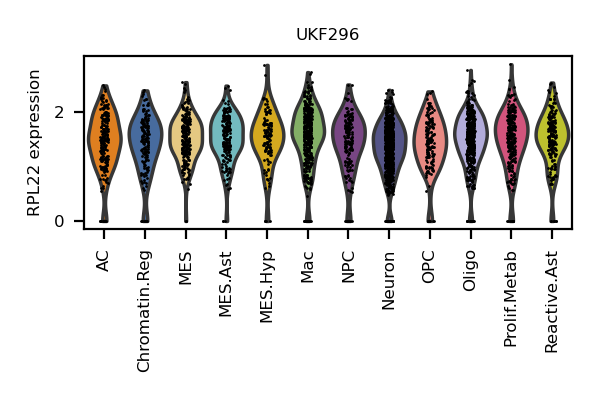 UKF296
RPL22 expression
2
0
AC
Chromatin.Reg
MES
MES.Ast
MES.Hyp
Mac
NPC
Neuron
OPC
Oligo
Prolif.Metab
Reactive.Ast